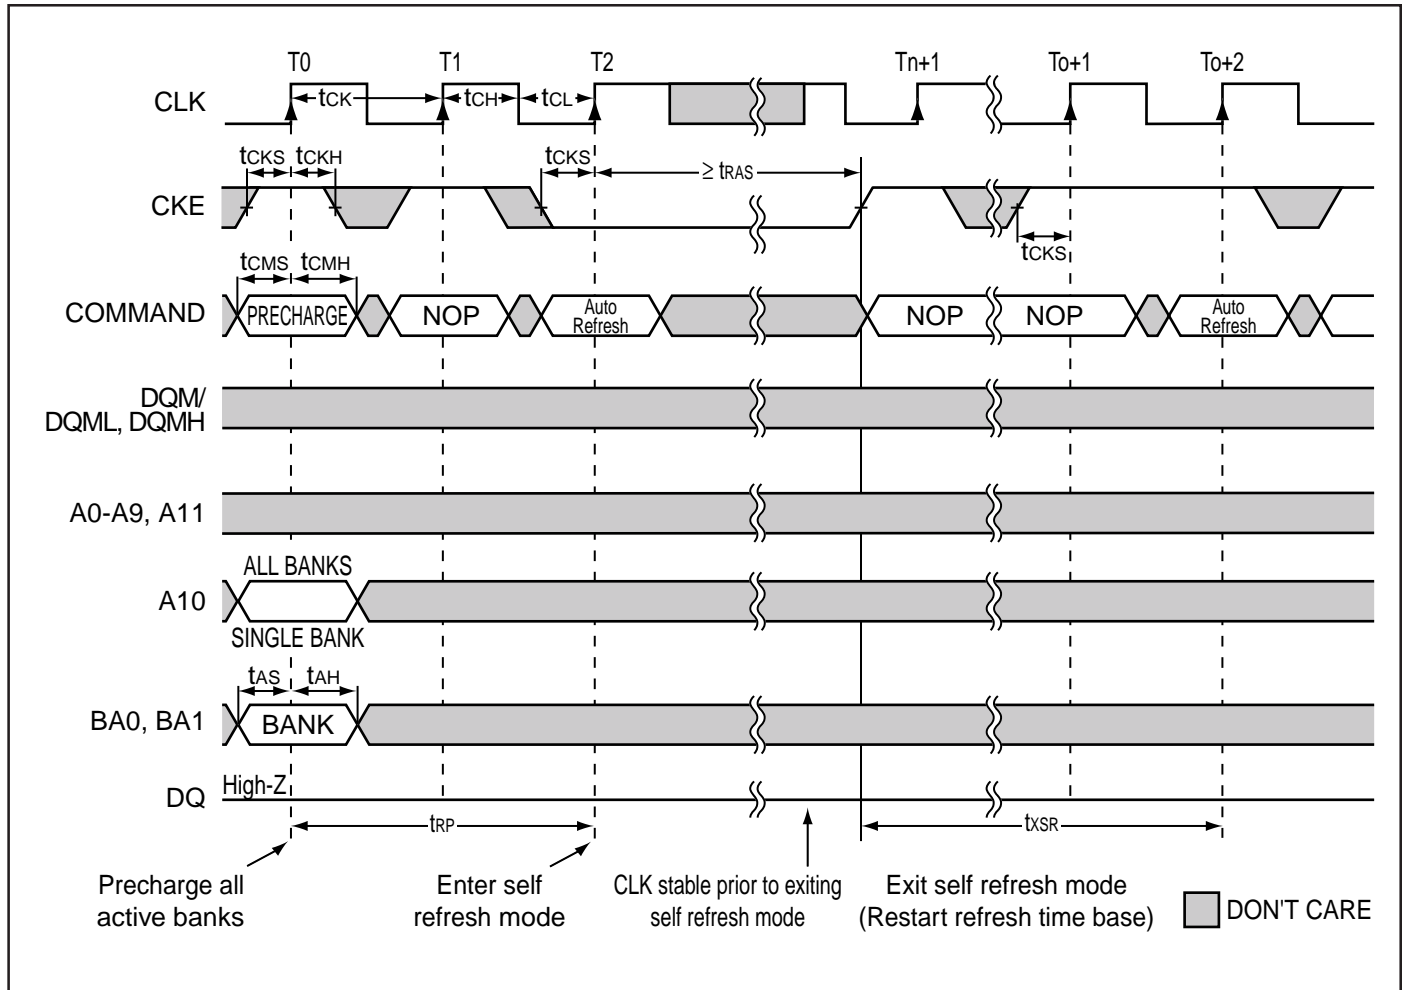 T0 T1 T2 Tn+1 To+1 To+2
CLK tCK tCH tCL
tCKS tCKH tCKS ≥ tRAS
CKE
tCKS
tCMS tCMH
COMMAND PRECHARGE NOP Auto Refresh NOP NOP Auto Refresh
DQM/
DQML, DQMH
A0-A9, A11
ALL BANKS
A10
SINGLE BANK
tAS tAH
BA0, BA1 BANK
DQ High-Z
tRP tXSR
Precharge all
active banks
Enter self
refresh mode
CLK stable prior to exiting
self refresh mode
Exit self refresh mode
(Restart refresh time base)
DON'T CARE